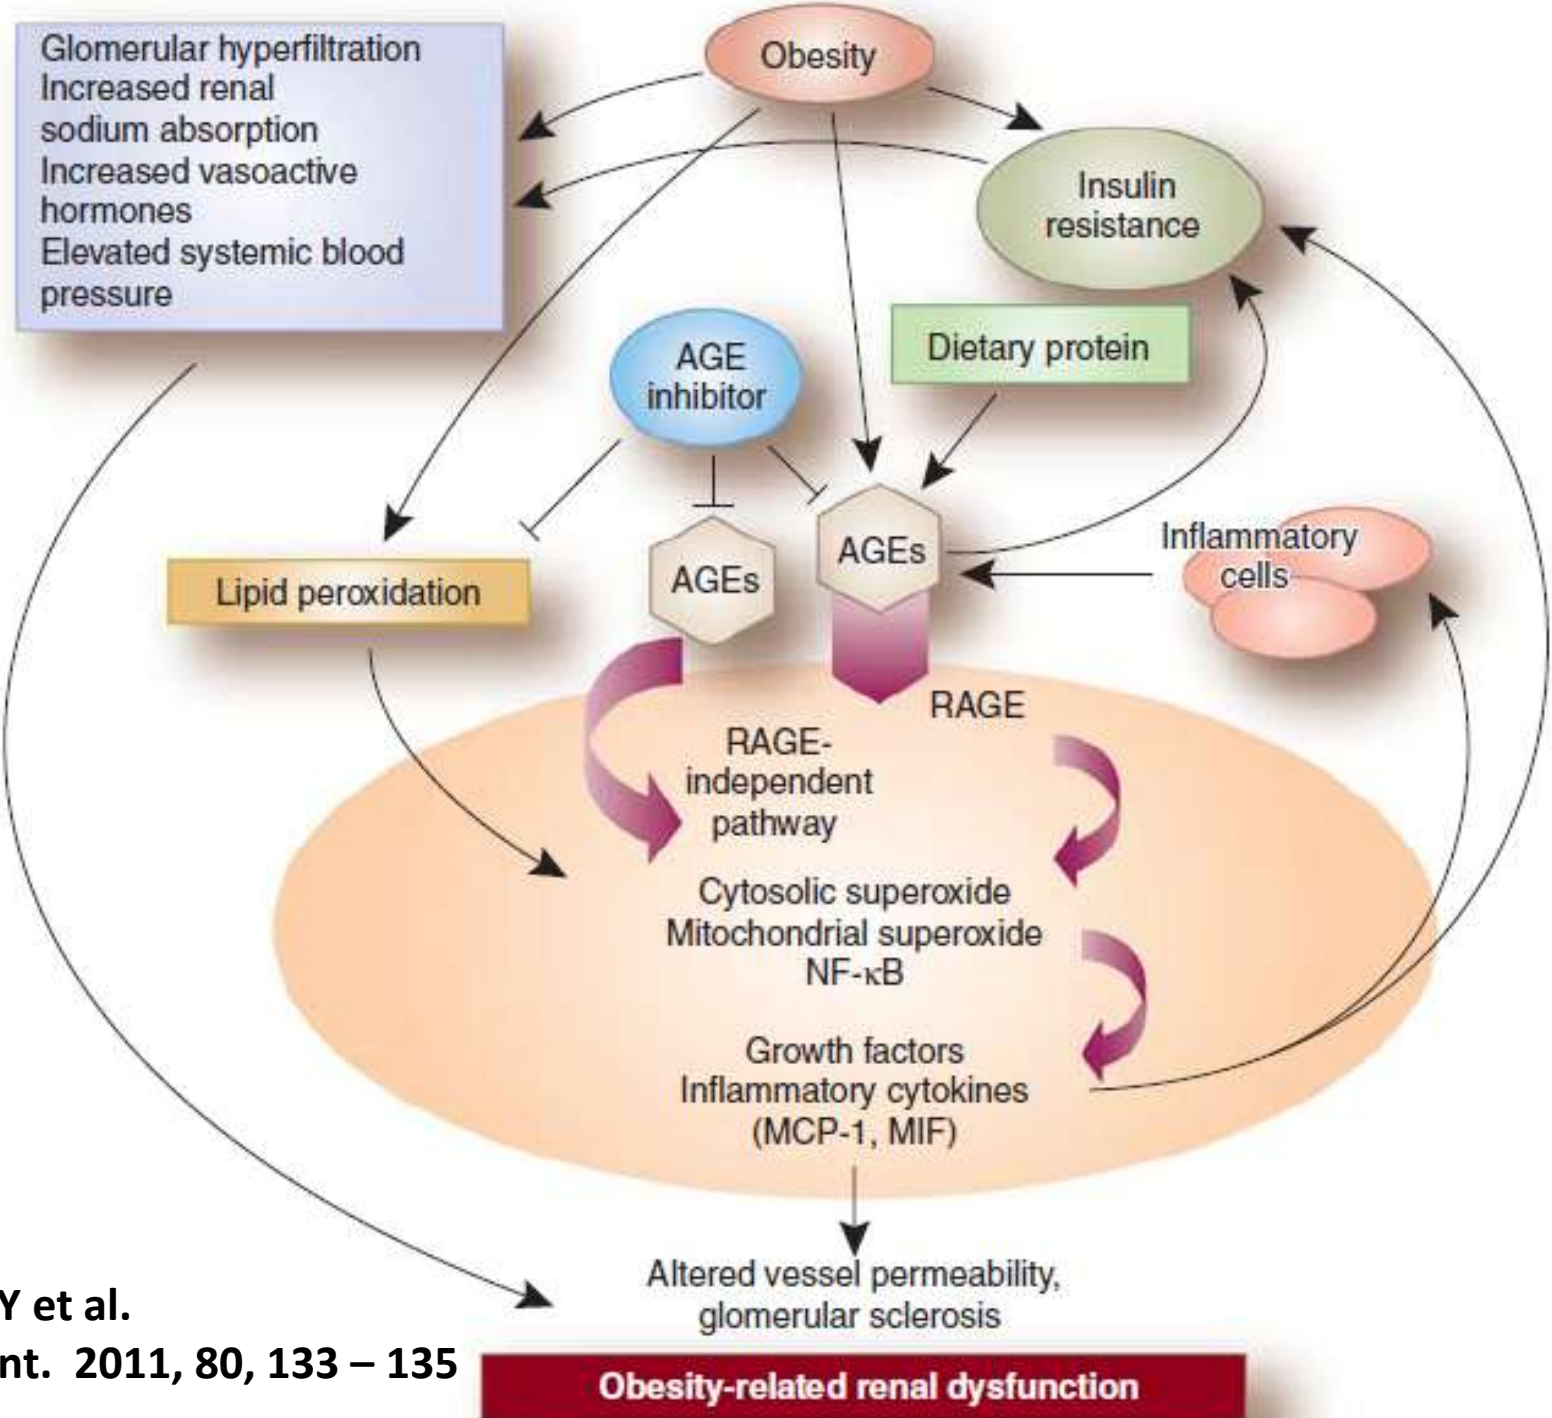 Glomerular hyperfiltration
Increased renal
sodium absorption
Increased vasoactive
hormones
Elevated systemic blood
pressure
Obesity
Insulin
resistance
AGE
inhibitor
Dietary protein
Lipid peroxidation
AGEs
AGEs
Inflammatory
cells
RAGE
RAGE-
independent
pathway
Cytosolic superoxide
Mitochondrial superoxide
NF-κB
Growth factors
Inflammatory cytokines
(MCP-1, MIF)
Altered vessel permeability,
glomerular sclerosis
Y et al.
nt. 2011, 80, 133 – 135
Obesity-related renal dysfunction